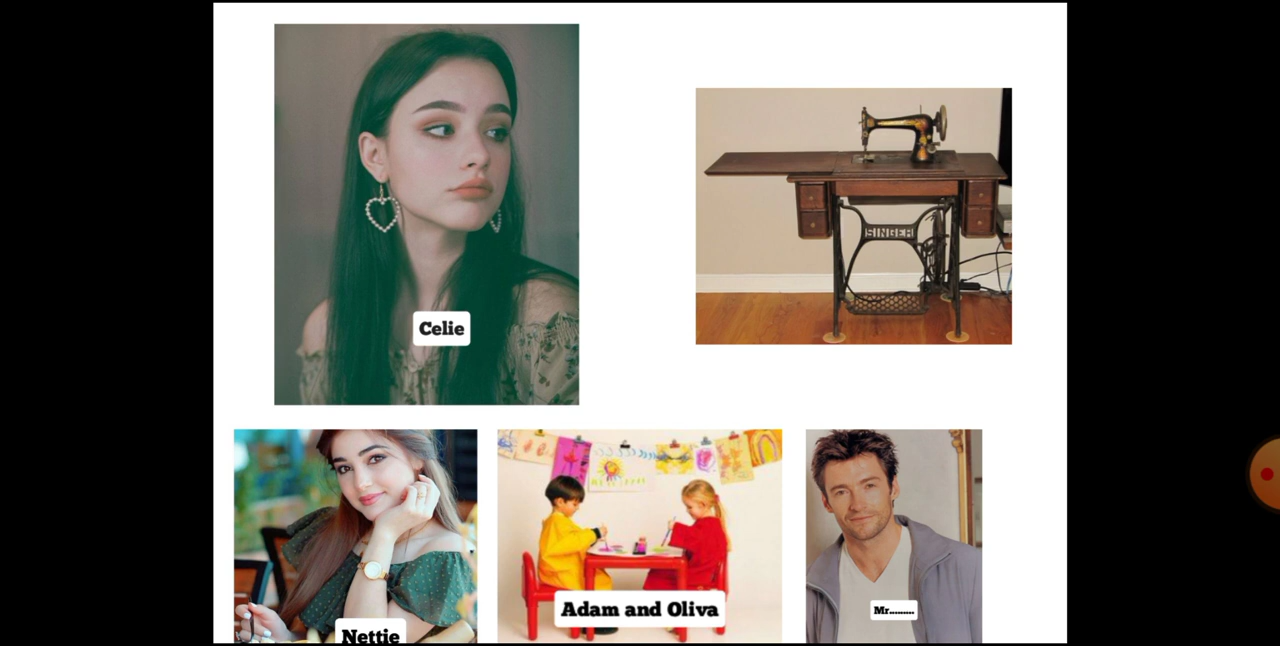 Celie
SINGER
Nettie
Adam and Oliva
Mr.........